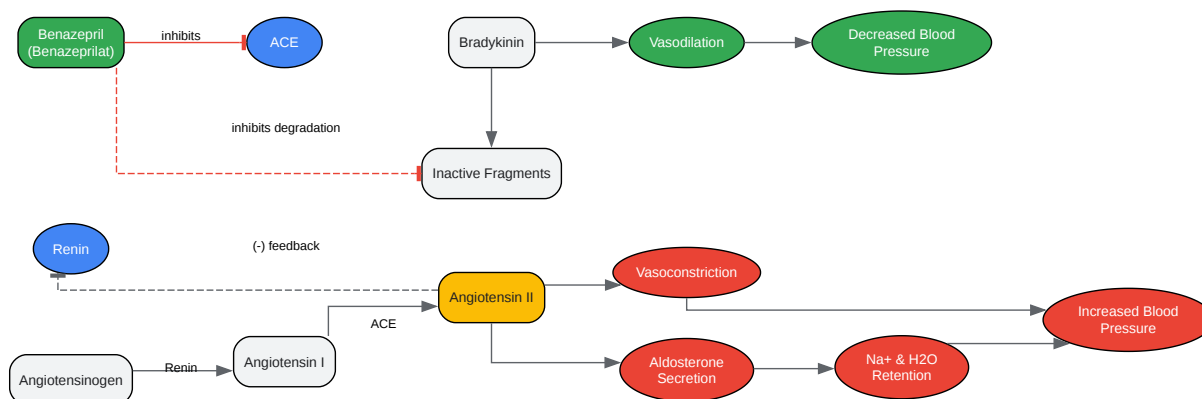 Benazepril
(Benazeprilat)
inhibits
ACE
Bradykinin
Vasodilation
Decreased Blood
Pressure
inhibits degradation
Inactive Fragments
Renin
(-) feedback
Angiotensin II
Vasoconstriction
Increased Blood
Pressure
ACE
Angiotensinogen
Renin
Angiotensin I
Aldosterone
Secretion
Na+ & H2O
Retention